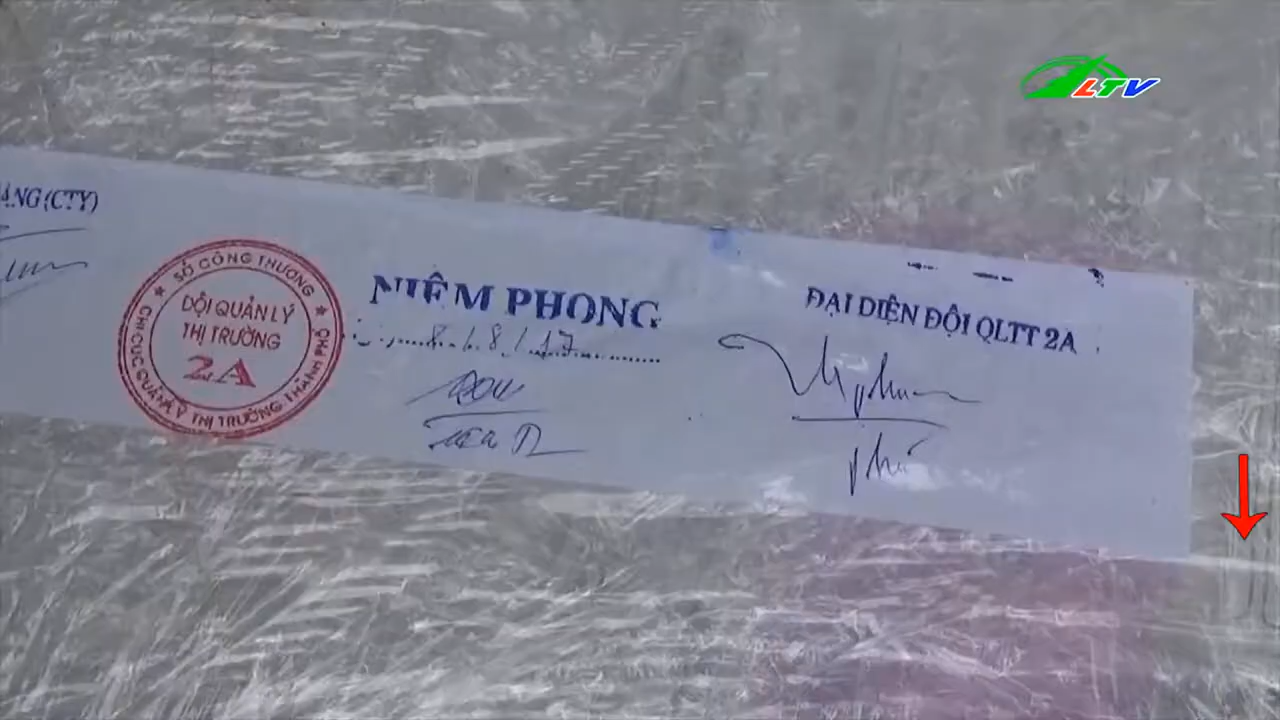 LTV
ÀNG (CTY)
SỞ CÔNG THƯƠNG
ĐỘI QUẢN LÝ
THỊ TRƯỜNG
2A
CHI CỤC QUẢN LÝ THỊ TRƯỜNG THÀNH PHỐ
NIÊM PHONG
8/8/17
ĐẠI DIỆN ĐỘI QLTT 2A